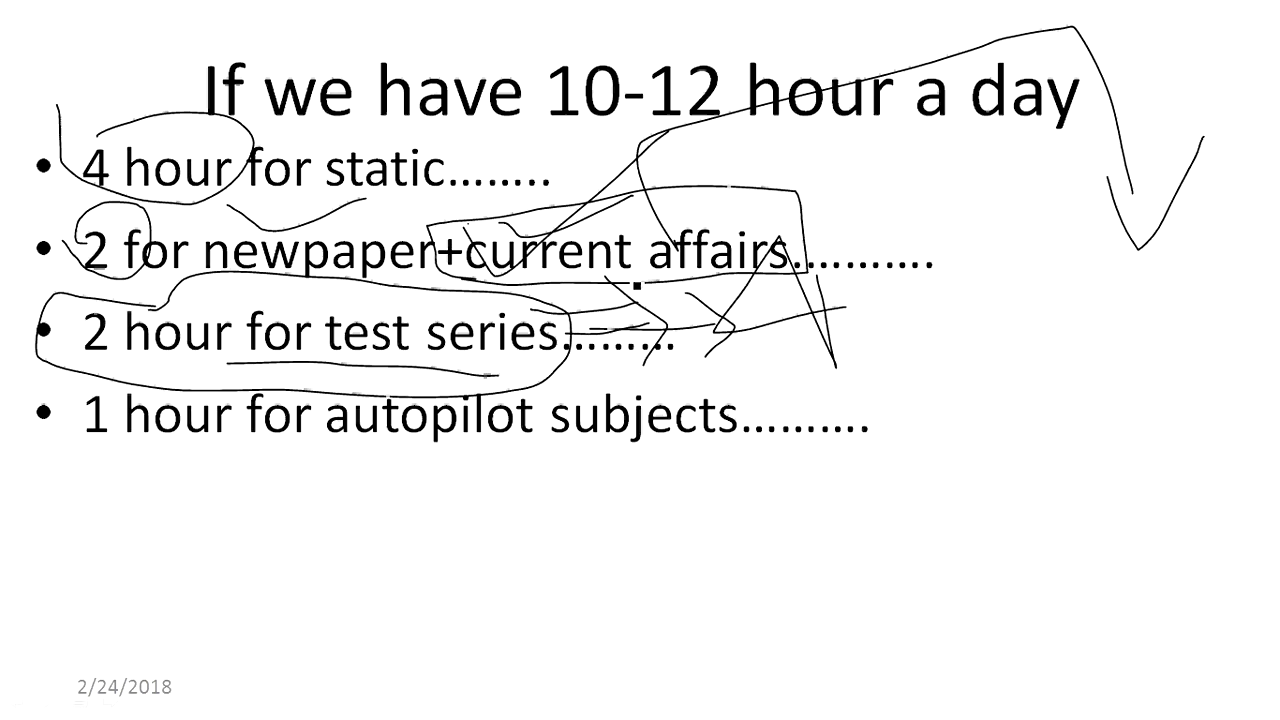 If we have 10-12 hour a day
• 4 hour for static……..
• 2 for newpaper+current affairs………….
• 2 hour for test series………
• 1 hour for autopilot subjects……….
2/24/2018